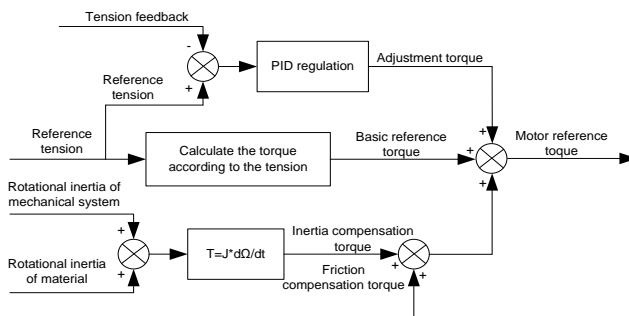 Tension feedback
-
PID regulation
Adjustment torque
+
Reference
tension
Reference
tension
Calculate the torque
according to the tension
Basic reference
torque
+
+
+
Motor reference
toque
Rotational inertia of
mechanical system
+
+
Rotational inertia
of material
T=J*dΩ/dt
Inertia compensation
torque
+
+
Friction
compensation torque